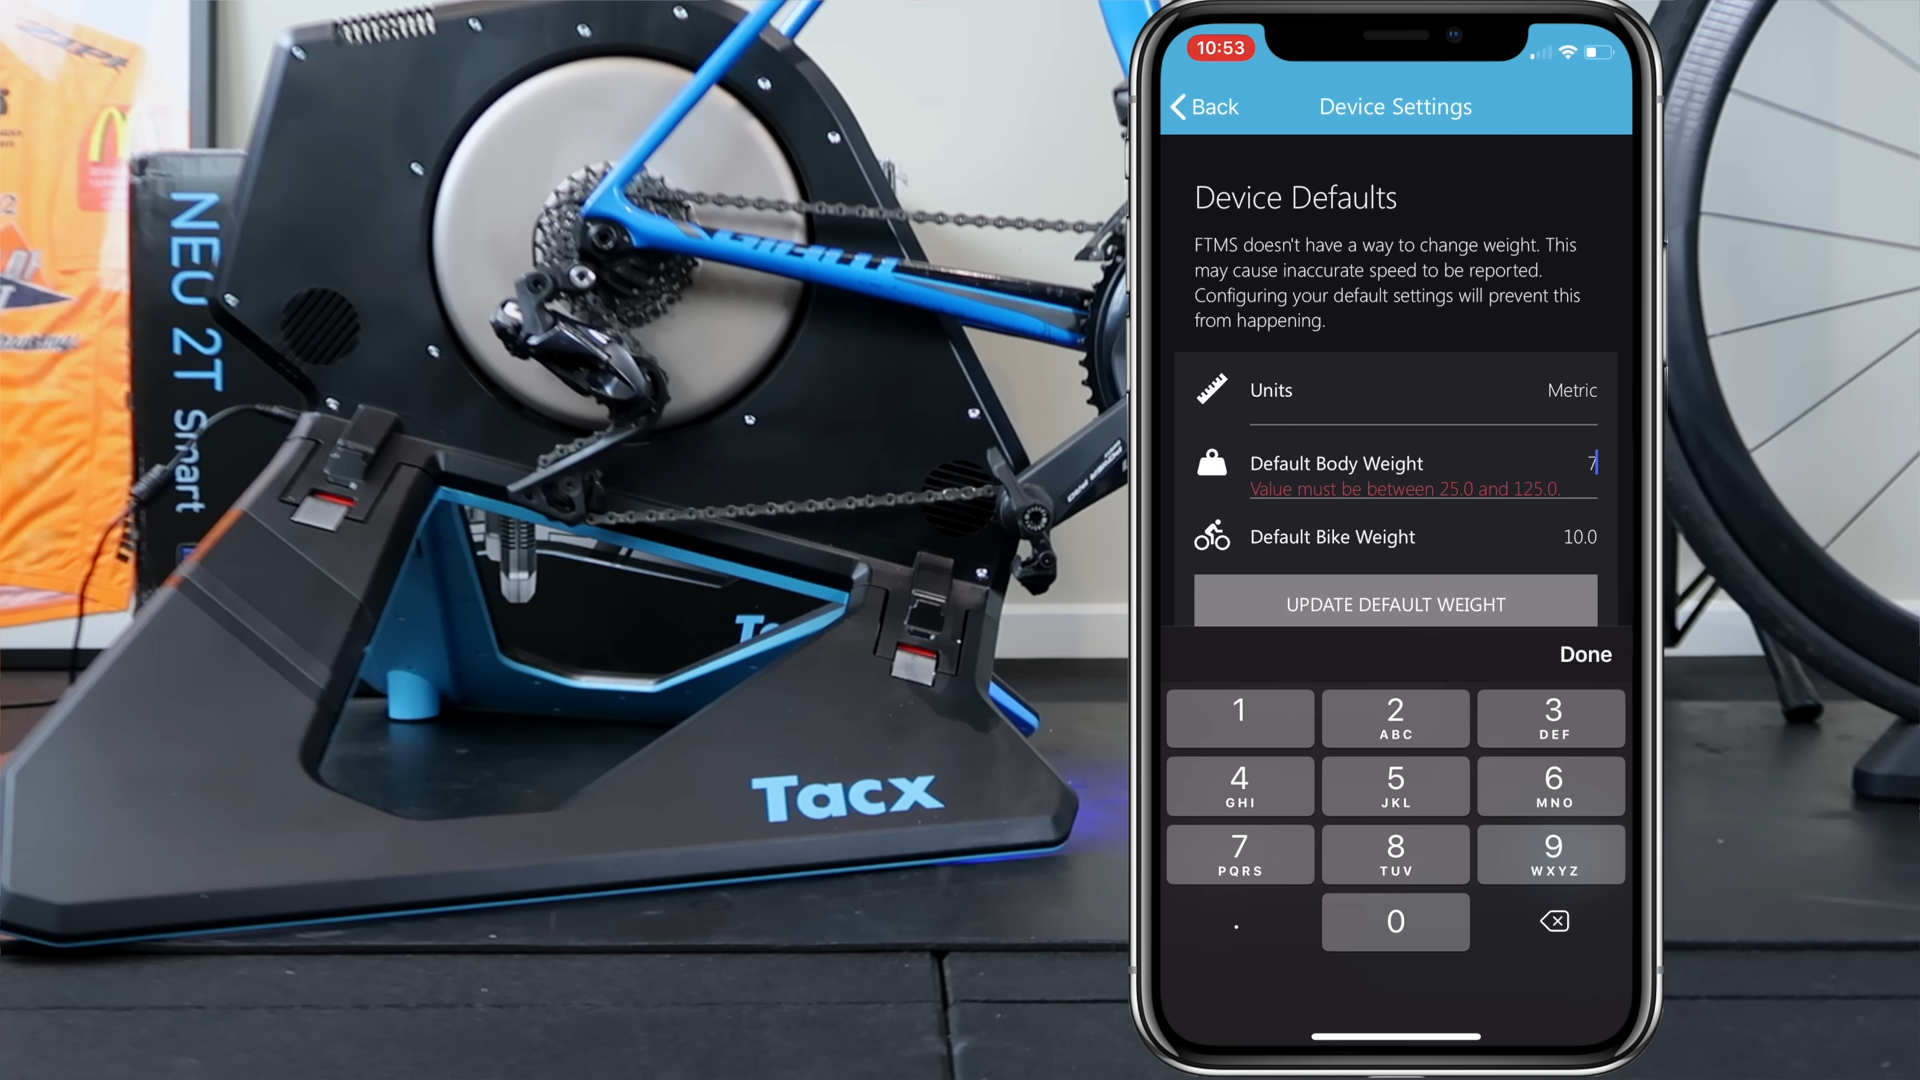 NEO 2T Smart
Tacx
10:53
Back
Device Settings
Device Defaults
FTMS doesn't have a way to change weight. This
may cause inaccurate speed to be reported.
Configuring your default settings will prevent this
from happening.
Units
Metric
Default Body Weight
7
Value must be between 25.0 and 125.0.
Default Bike Weight
10.0
UPDATE DEFAULT WEIGHT
Done
1
2
ABC
3
DEF
4
GHI
5
JKL
6
MNO
7
PQRS
8
TUV
9
WXYZ
.
0